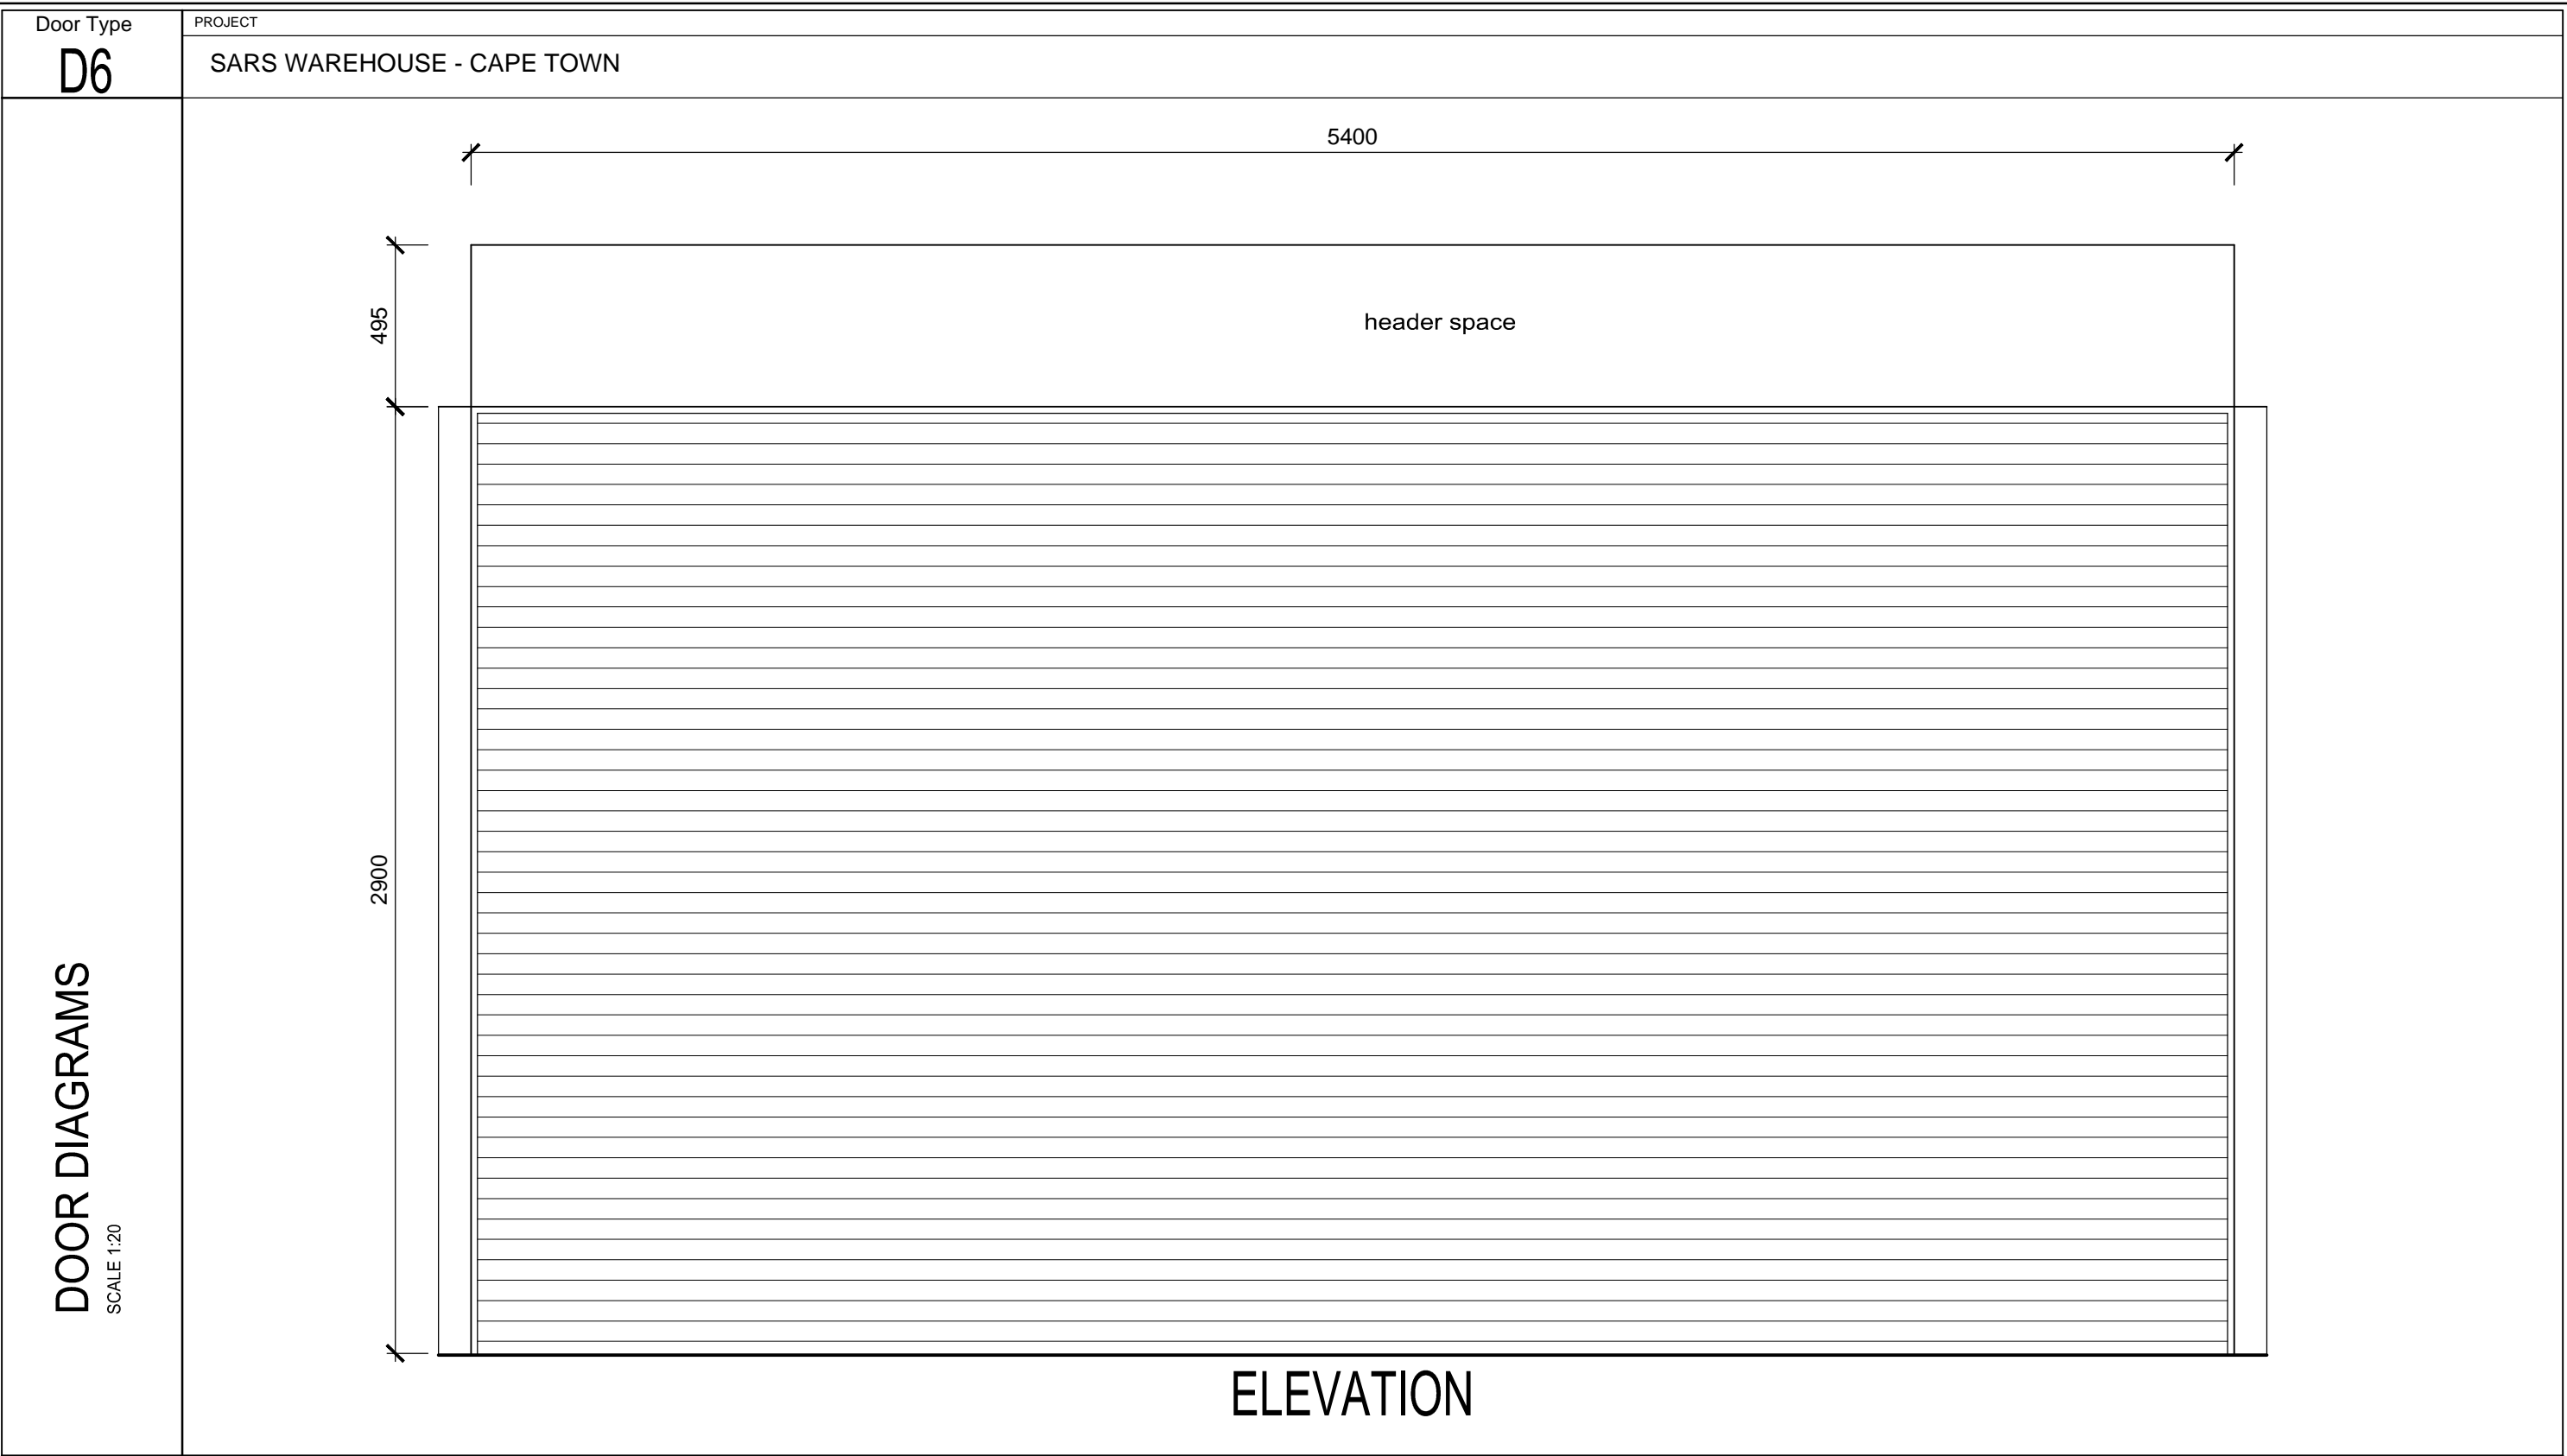 Door Type
D6
PROJECT
SARS WAREHOUSE - CAPE TOWN
5400
495
header space
2900
DOOR DIAGRAMS
SCALE 1:20
ELEVATION